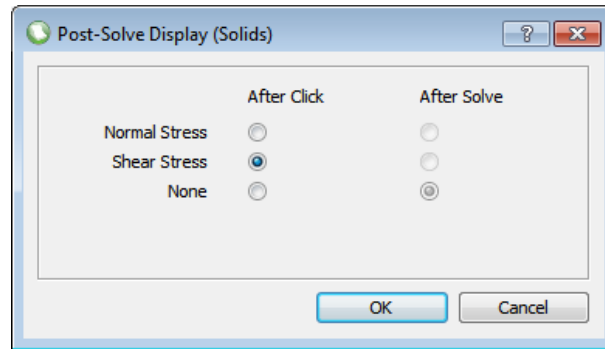 Post-Solve Display (Solids)
After Click After Solve
Normal Stress
Shear Stress
None
OK Cancel